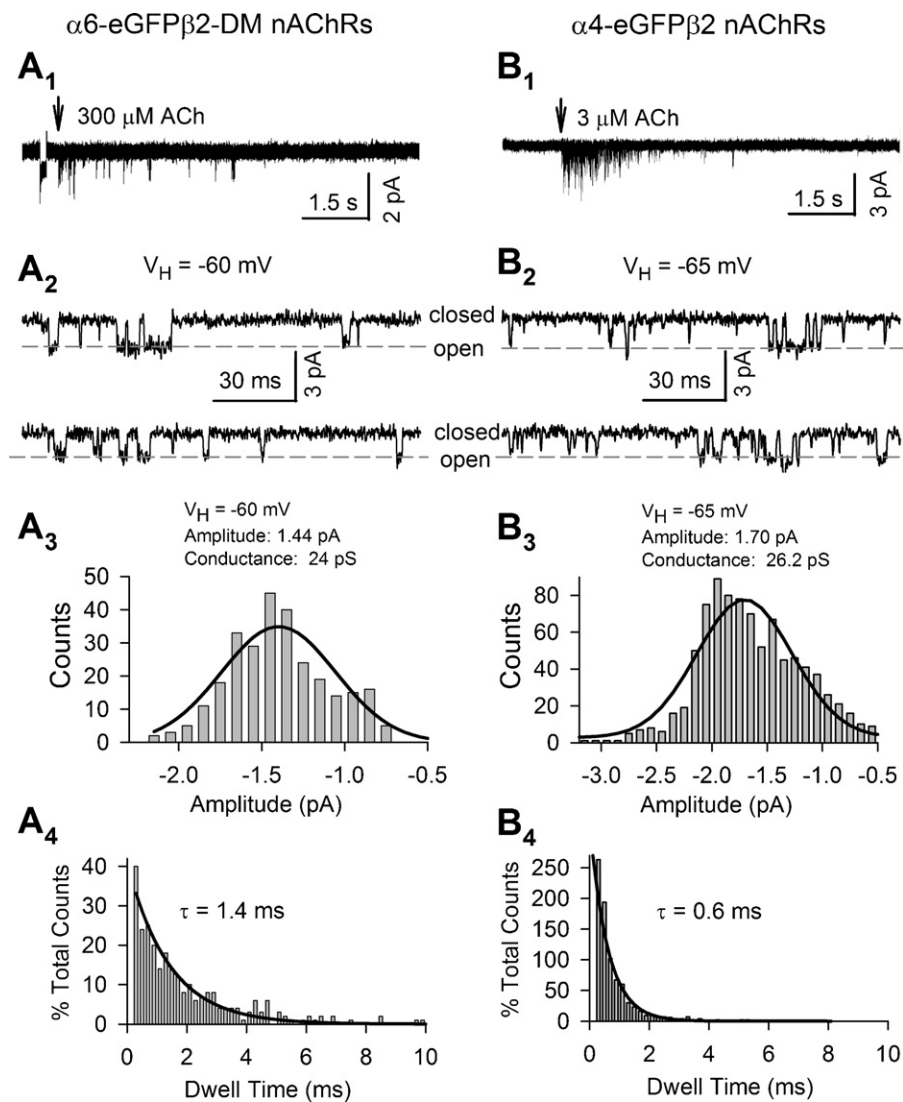 α6-eGFPβ2-DM nAChRs
α4-eGFPβ2 nAChRs
A1
300 μM ACh
1.5 s
2 pA
B1
3 μM ACh
1.5 s
3 pA
A2
VH = -60 mV
closed
open
30 ms
3 pA
closed
open
B2
VH = -65 mV
30 ms
3 pA
A3
VH = -60 mV
Amplitude: 1.44 pA
Conductance: 24 pS
Counts
50
40
30
20
10
0
-2.0 -1.5 -1.0 -0.5
Amplitude (pA)
B3
VH = -65 mV
Amplitude: 1.70 pA
Conductance: 26.2 pS
Counts
80
60
40
20
0
-3.0 -2.5 -2.0 -1.5 -1.0 -0.5
Amplitude (pA)
A4
% Total Counts
40
30
20
10
0
τ = 1.4 ms
0 2 4 6 8 10
Dwell Time (ms)
B4
% Total Counts
250
200
150
100
50
0
τ = 0.6 ms
0 2 4 6 8 10
Dwell Time (ms)